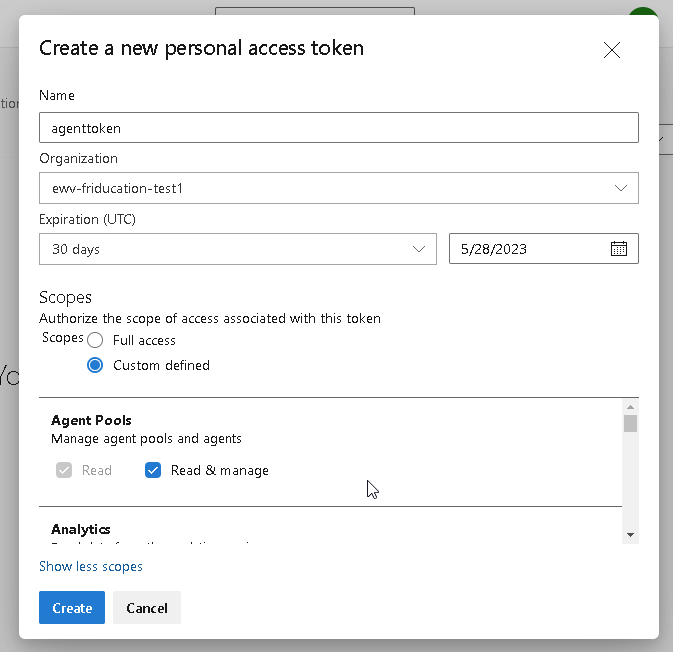 Create a new personal access token
Name
agenttoken
Organization
ewv-friducation-test1
Expiration (UTC)
30 days
5/28/2023
Scopes
Authorize the scope of access associated with this token
Scopes
Full access
Custom defined
Agent Pools
Manage agent pools and agents
Read
Read & manage
Analytics
Show less scopes
Create
Cancel